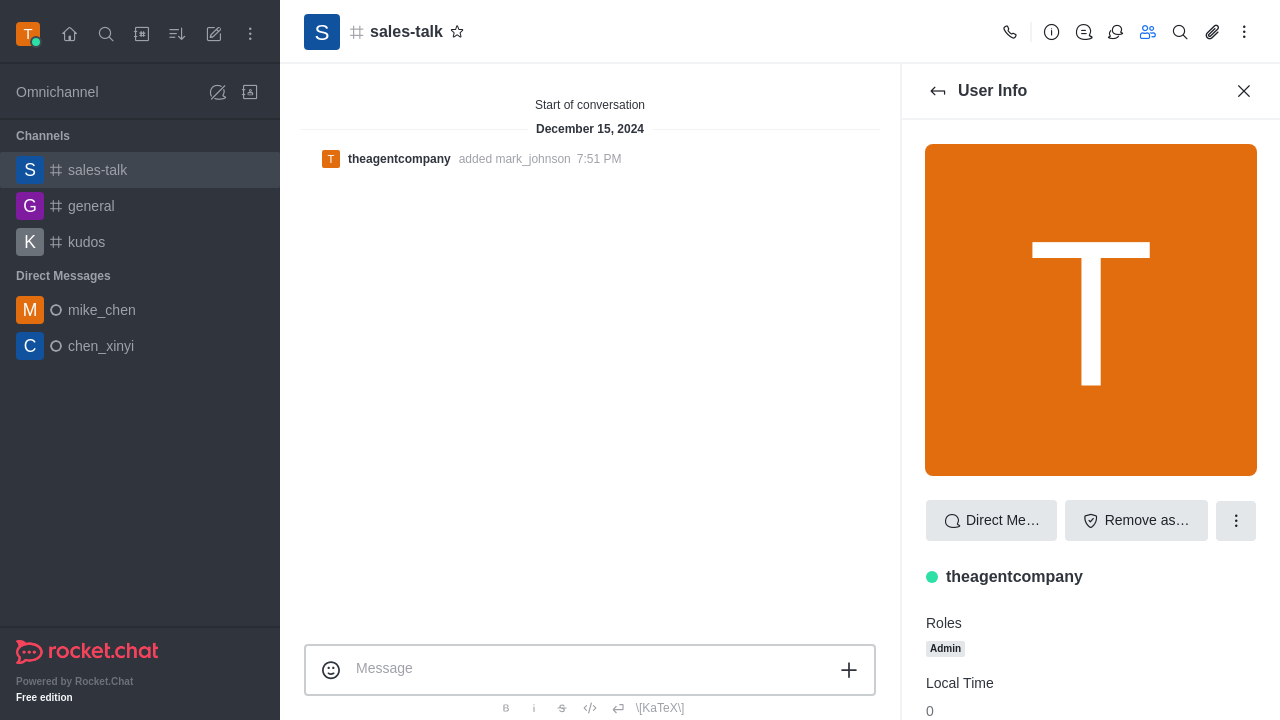 T
Omnichannel
Channels
S sales-talk
G general
K kudos
Direct Messages
M mike_chen
C chen_xinyi
rocket.chat
Powered by Rocket.Chat
Free edition
S sales-talk
Start of conversation
December 15, 2024
T theagentcompany added mark_johnson 7:51 PM
Message
B i S \[KaTeX\]
User Info
T
Direct Me… Remove as…
theagentcompany
Roles
Admin
Local Time
0